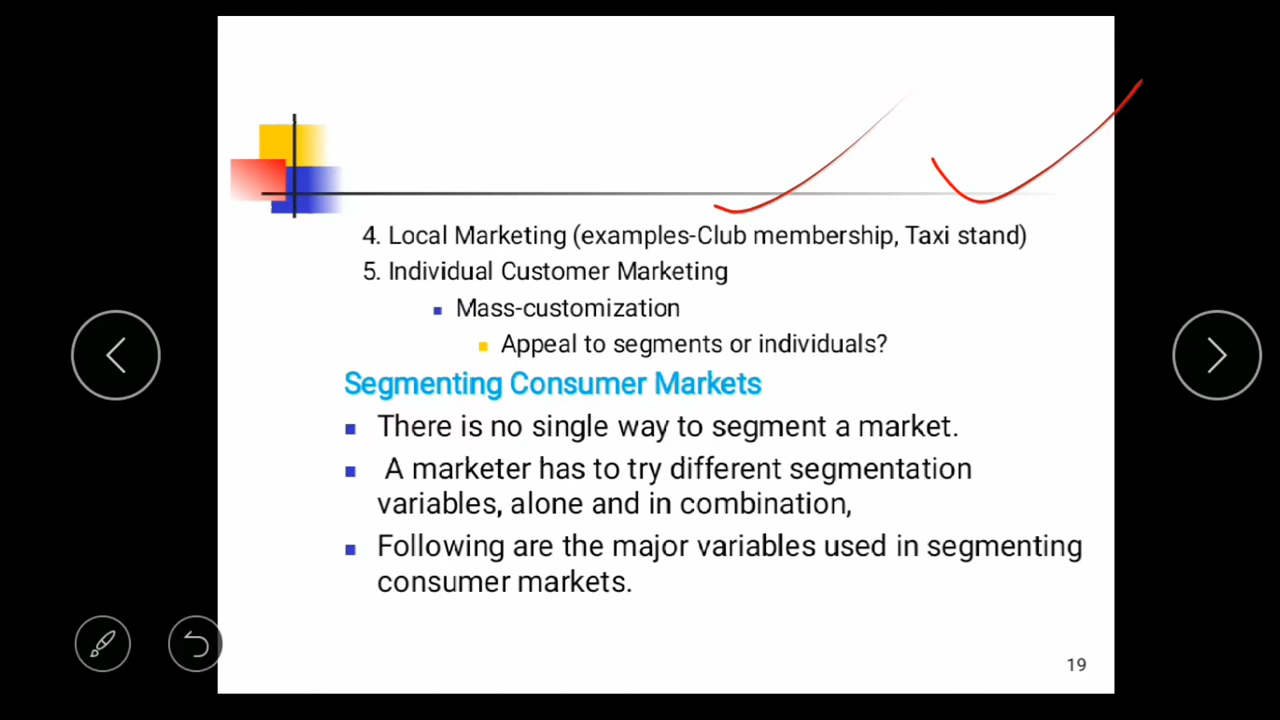 4. Local Marketing (examples-Club membership, Taxi stand)
5. Individual Customer Marketing
Mass-customization
Appeal to segments or individuals?
Segmenting Consumer Markets
There is no single way to segment a market.
A marketer has to try different segmentation
variables, alone and in combination,
Following are the major variables used in segmenting
consumer markets.
19